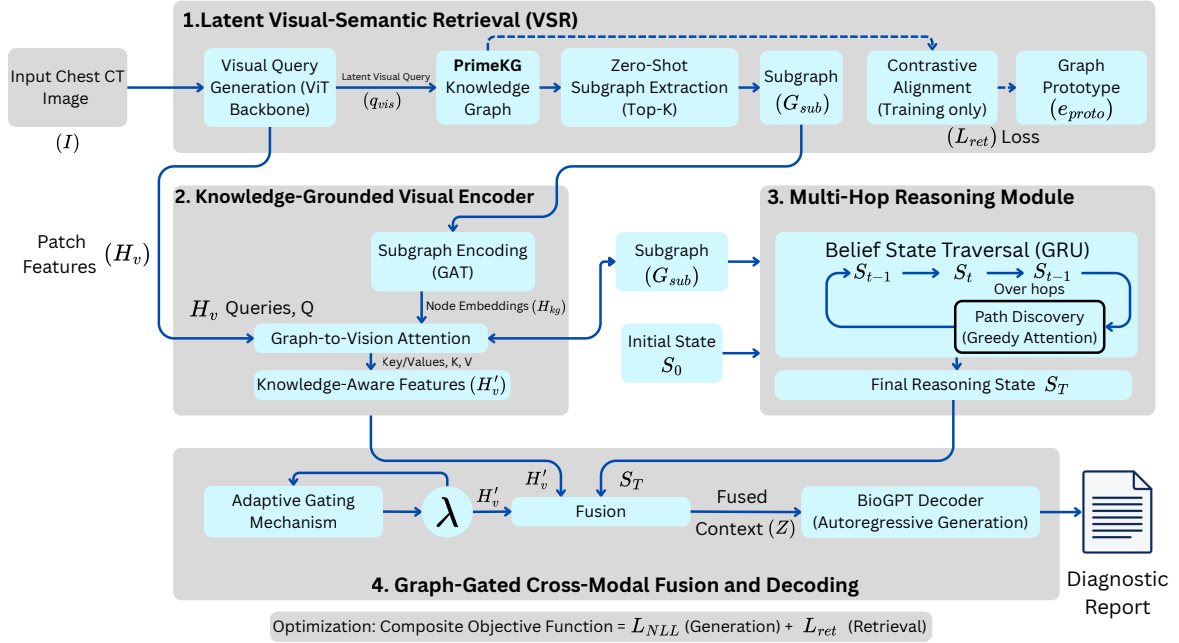 1.Latent Visual-Semantic Retrieval (VSR)
Input Chest CT
Image
(I)
Visual Query
Generation (ViT
Backbone)
Latent Visual Query
(q_vis)
PrimeKG
Knowledge
Graph
Zero-Shot
Subgraph Extraction
(Top-K)
Subgraph
(G_sub)
Contrastive
Alignment
(Training only)
Graph
Prototype
(e_proto)
(L_ret) Loss
2. Knowledge-Grounded Visual Encoder
Patch
Features (H_v)
Subgraph Encoding
(GAT)
Node Embeddings (H_kg)
H_v Queries, Q
Graph-to-Vision Attention
Key/Values, K, V
Knowledge-Aware Features (H'_v)
Subgraph
(G_sub)
Initial State
S_0
3. Multi-Hop Reasoning Module
Belief State Traversal (GRU)
S_t-1 S_t S_t-1
Over hops
Path Discovery
(Greedy Attention)
Final Reasoning State S_T
H'_v S_T
Adaptive Gating
Mechanism
λ
H'_v
Fusion
Fused
Context (Z)
BioGPT Decoder
(Autoregressive Generation)
Diagnostic
Report
4. Graph-Gated Cross-Modal Fusion and Decoding
Optimization: Composite Objective Function = L_NLL (Generation) + L_ret (Retrieval)